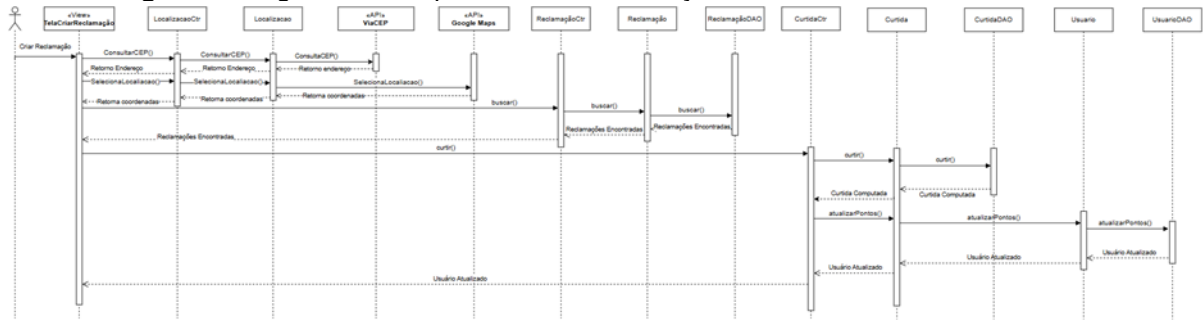 «View»
TelaCriarReclamação
LocalizacaoCtr
Localizacao
«API»
ViaCEP
«API»
Google Maps
ReclamaçãoCtr
Reclamação
ReclamaçãoDAO
CurtidaCtr
Curtida
CurtidaDAO
Usuario
UsuarioDAO
Criar Reclamação
ConsultarCEP()
ConsultarCEP()
ConsultaCEP()
Retorno Endereço
Retorno Endereço
Retorno endereço
SelecionaLocaliacao()
SelecionaLocaliacao()
SelecionaLocaliacao()
Retorna coordenadas
Retorna coordenadas
Retorna coordenadas
buscar()
buscar()
buscar()
Reclamações Encontradas
Reclamações Encontradas
Reclamações Encontradas
curtir()
curtir()
curtir()
Curtida Computada
Curtida Computada
atualizarPontos()
atualizarPontos()
atualizarPontos()
Usuário Atualizado
Usuário Atualizado
Usuário Atualizado
Usuário Atualizado